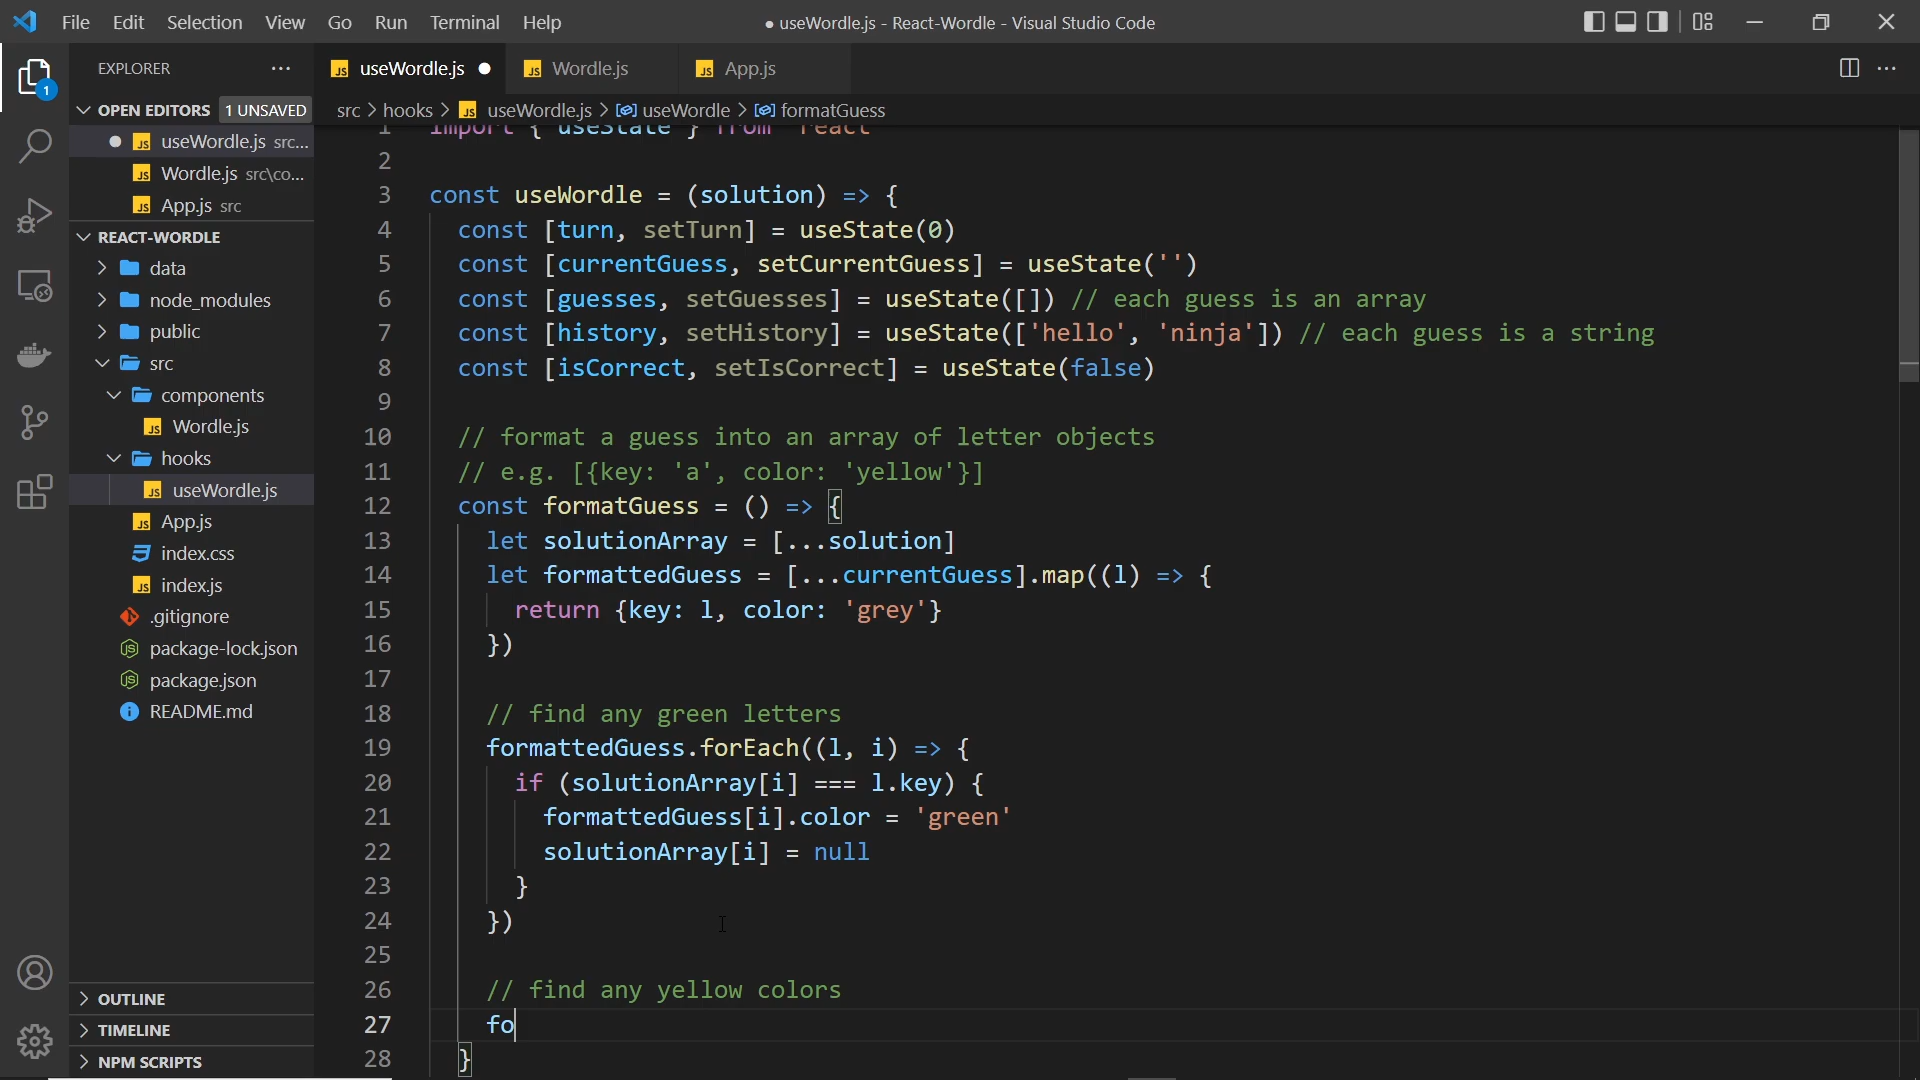 File Edit Selection View Go Run Terminal Help
● useWordle.js - React-Wordle - Visual Studio Code
EXPLORER
useWordle.js
Wordle.js
App.js
1
OPEN EDITORS 1 UNSAVED
src > hooks > useWordle.js > useWordle > formatGuess
useWordle.js src...
Wordle.js src\co...
App.js src
REACT-WORDLE
data
node_modules
public
src
components
Wordle.js
hooks
useWordle.js
App.js
index.css
index.js
.gitignore
package-lock.json
package.json
README.md
OUTLINE
TIMELINE
NPM SCRIPTS
1 import { useState } from 'react'
2
3 const useWordle = (solution) => {
4 const [turn, setTurn] = useState(0)
5 const [currentGuess, setCurrentGuess] = useState('')
6 const [guesses, setGuesses] = useState([]) // each guess is an array
7 const [history, setHistory] = useState(['hello', 'ninja']) // each guess is a string
8 const [isCorrect, setIsCorrect] = useState(false)
9
10 // format a guess into an array of letter objects
11 // e.g. [{key: 'a', color: 'yellow'}]
12 const formatGuess = () => {
13 let solutionArray = [...solution]
14 let formattedGuess = [...currentGuess].map((l) => {
15 return {key: l, color: 'grey'}
16 })
17
18 // find any green letters
19 formattedGuess.forEach((l, i) => {
20 if (solutionArray[i] === l.key) {
21 formattedGuess[i].color = 'green'
22 solutionArray[i] = null
23 }
24 })
25
26 // find any yellow colors
27 fo
28 }